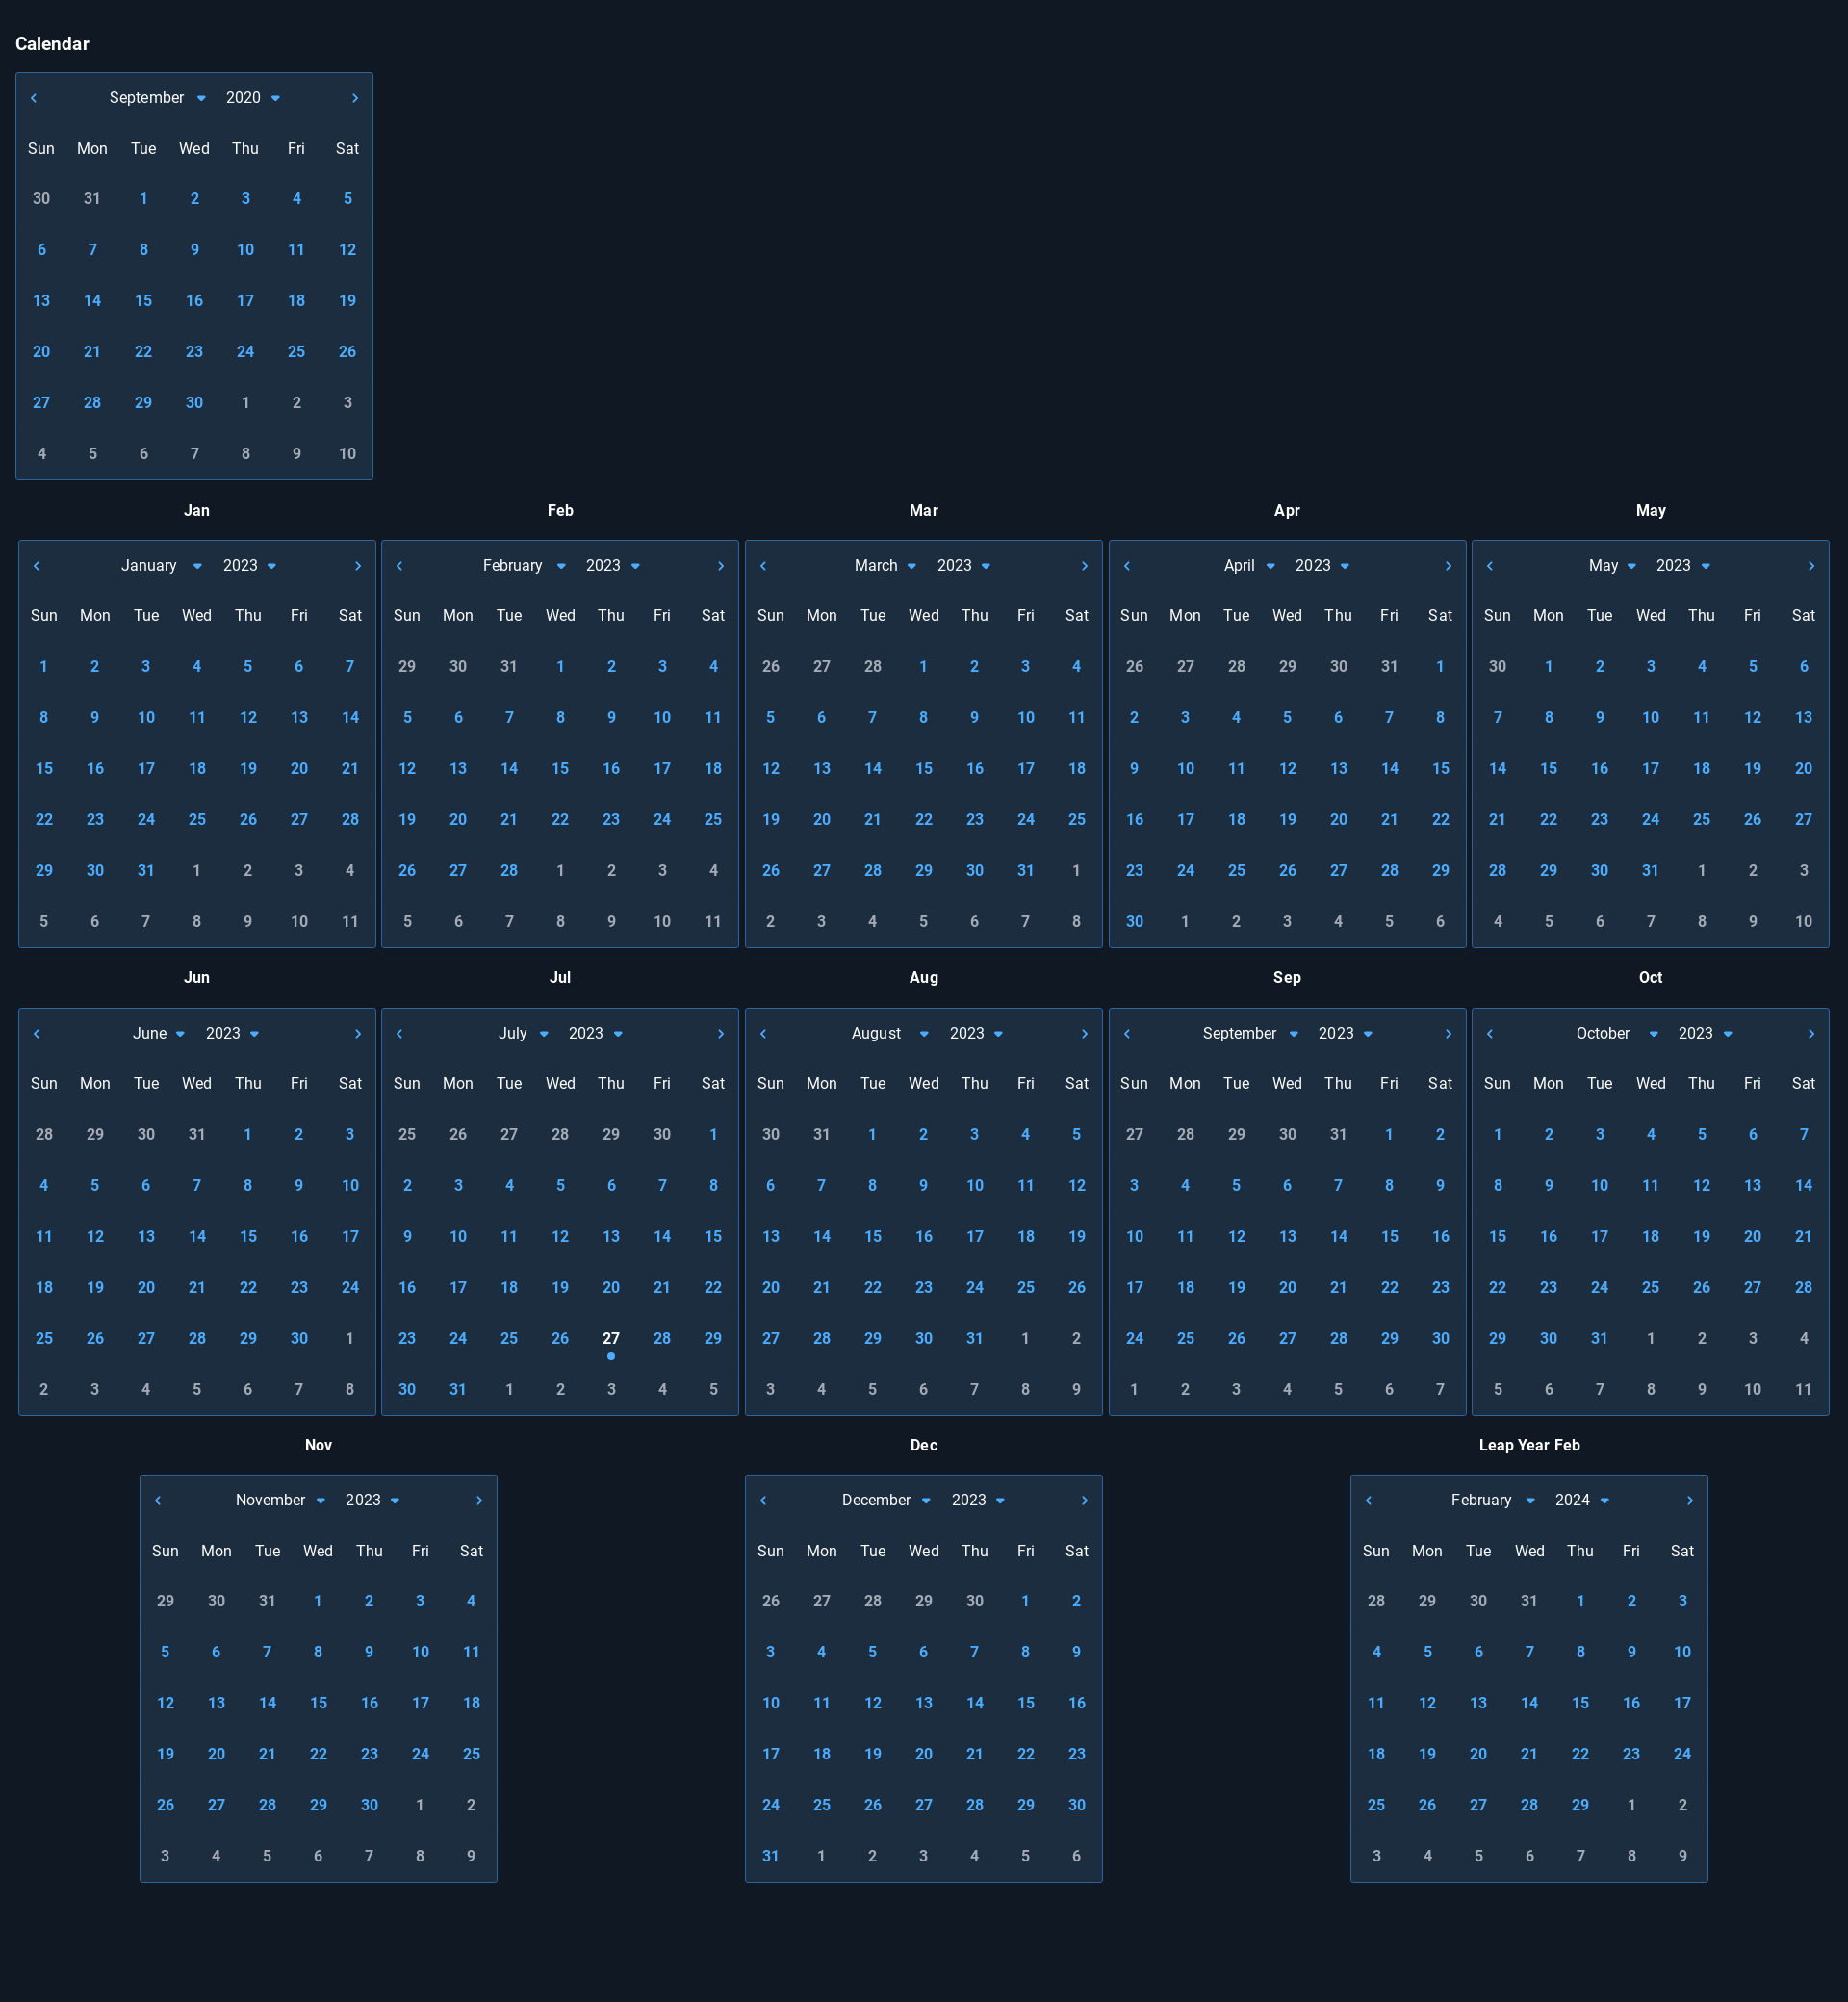 Calendar
September 2020
Sun Mon Tue Wed Thu Fri Sat
30 31 1 2 3 4 5
6 7 8 9 10 11 12
13 14 15 16 17 18 19
20 21 22 23 24 25 26
27 28 29 30 1 2 3
4 5 6 7 8 9 10
Jan
January 2023
Sun Mon Tue Wed Thu Fri Sat
1 2 3 4 5 6 7
8 9 10 11 12 13 14
15 16 17 18 19 20 21
22 23 24 25 26 27 28
29 30 31 1 2 3 4
5 6 7 8 9 10 11
Feb
February 2023
Sun Mon Tue Wed Thu Fri Sat
29 30 31 1 2 3 4
5 6 7 8 9 10 11
12 13 14 15 16 17 18
19 20 21 22 23 24 25
26 27 28 1 2 3 4
5 6 7 8 9 10 11
Mar
March 2023
Sun Mon Tue Wed Thu Fri Sat
26 27 28 1 2 3 4
5 6 7 8 9 10 11
12 13 14 15 16 17 18
19 20 21 22 23 24 25
26 27 28 29 30 31 1
2 3 4 5 6 7 8
Apr
April 2023
Sun Mon Tue Wed Thu Fri Sat
26 27 28 29 30 31 1
2 3 4 5 6 7 8
9 10 11 12 13 14 15
16 17 18 19 20 21 22
23 24 25 26 27 28 29
30 1 2 3 4 5 6
May
May 2023
Sun Mon Tue Wed Thu Fri Sat
30 1 2 3 4 5 6
7 8 9 10 11 12 13
14 15 16 17 18 19 20
21 22 23 24 25 26 27
28 29 30 31 1 2 3
4 5 6 7 8 9 10
Jun
June 2023
Sun Mon Tue Wed Thu Fri Sat
28 29 30 31 1 2 3
4 5 6 7 8 9 10
11 12 13 14 15 16 17
18 19 20 21 22 23 24
25 26 27 28 29 30 1
2 3 4 5 6 7 8
Jul
July 2023
Sun Mon Tue Wed Thu Fri Sat
25 26 27 28 29 30 1
2 3 4 5 6 7 8
9 10 11 12 13 14 15
16 17 18 19 20 21 22
23 24 25 26 27 28 29
30 31 1 2 3 4 5
Aug
August 2023
Sun Mon Tue Wed Thu Fri Sat
30 31 1 2 3 4 5
6 7 8 9 10 11 12
13 14 15 16 17 18 19
20 21 22 23 24 25 26
27 28 29 30 31 1 2
3 4 5 6 7 8 9
Sep
September 2023
Sun Mon Tue Wed Thu Fri Sat
27 28 29 30 31 1 2
3 4 5 6 7 8 9
10 11 12 13 14 15 16
17 18 19 20 21 22 23
24 25 26 27 28 29 30
1 2 3 4 5 6 7
Oct
October 2023
Sun Mon Tue Wed Thu Fri Sat
1 2 3 4 5 6 7
8 9 10 11 12 13 14
15 16 17 18 19 20 21
22 23 24 25 26 27 28
29 30 31 1 2 3 4
5 6 7 8 9 10 11
Nov
November 2023
Sun Mon Tue Wed Thu Fri Sat
29 30 31 1 2 3 4
5 6 7 8 9 10 11
12 13 14 15 16 17 18
19 20 21 22 23 24 25
26 27 28 29 30 1 2
3 4 5 6 7 8 9
Dec
December 2023
Sun Mon Tue Wed Thu Fri Sat
26 27 28 29 30 1 2
3 4 5 6 7 8 9
10 11 12 13 14 15 16
17 18 19 20 21 22 23
24 25 26 27 28 29 30
31 1 2 3 4 5 6
Leap Year Feb
February 2024
Sun Mon Tue Wed Thu Fri Sat
28 29 30 31 1 2 3
4 5 6 7 8 9 10
11 12 13 14 15 16 17
18 19 20 21 22 23 24
25 26 27 28 29 1 2
3 4 5 6 7 8 9